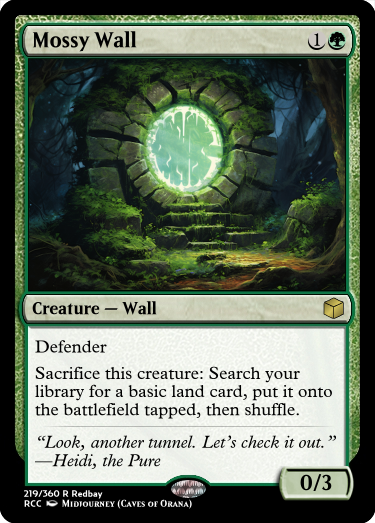 Mossy Wall 1
Creature — Wall
Defender
Sacrifice this creature: Search your
library for a basic land card, put it onto
the battlefield tapped, then shuffle.
“Look, another tunnel. Let's check it out.”
—Heidi, the Pure
0/3
219/360 R Redbay
RCC Midjourney (Caves of Orana)